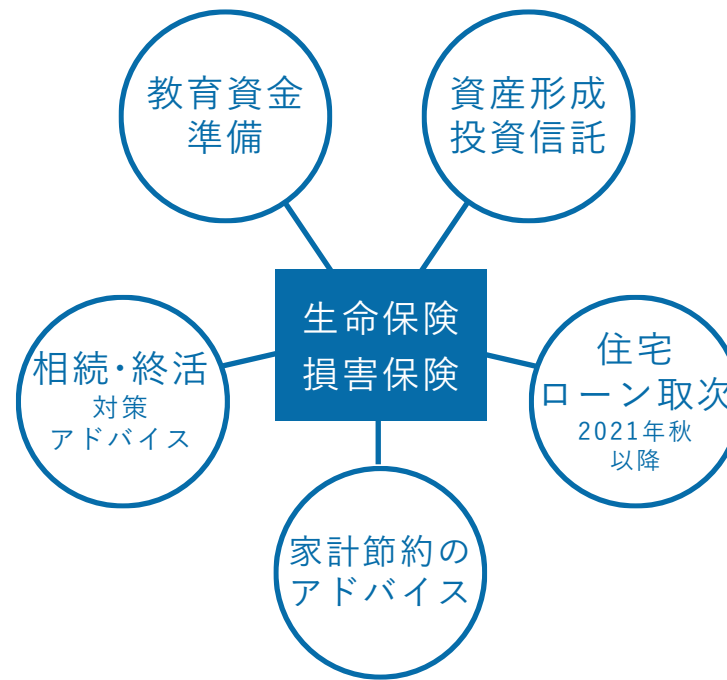 教育資金
準備
資産形成
投資信託
生命保険
損害保険
相続・終活
対策
アドバイス
住宅
ローン取次
2021年秋
以降
家計節約の
アドバイス